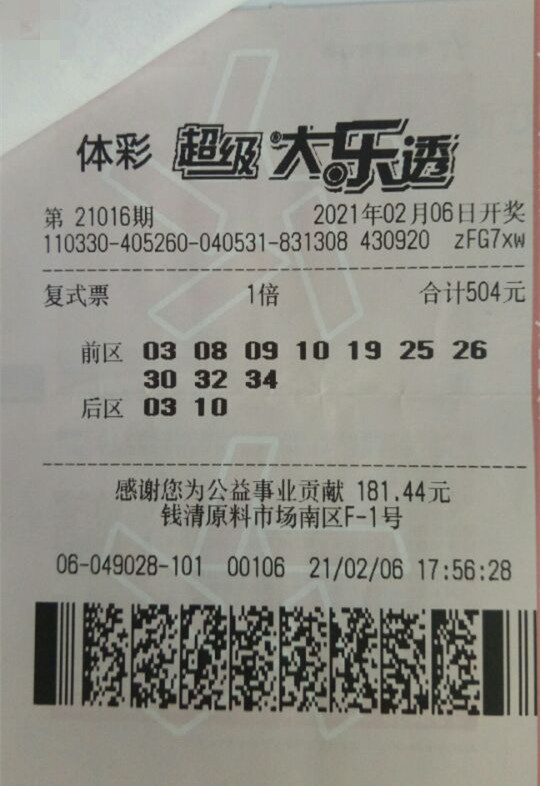 体彩 超级大乐透
第 21016期 2021年02月06日开奖
110330-405260-040531-831308 430920 zFG7xw
复式票 1倍 合计504元
前区 03 08 09 10 19 25 26
30 32 34
后区 03 10
感谢您为公益事业贡献 181.44元
钱清原料市场南区F-1号
06-049028-101 00106 21/02/06 17:56:28